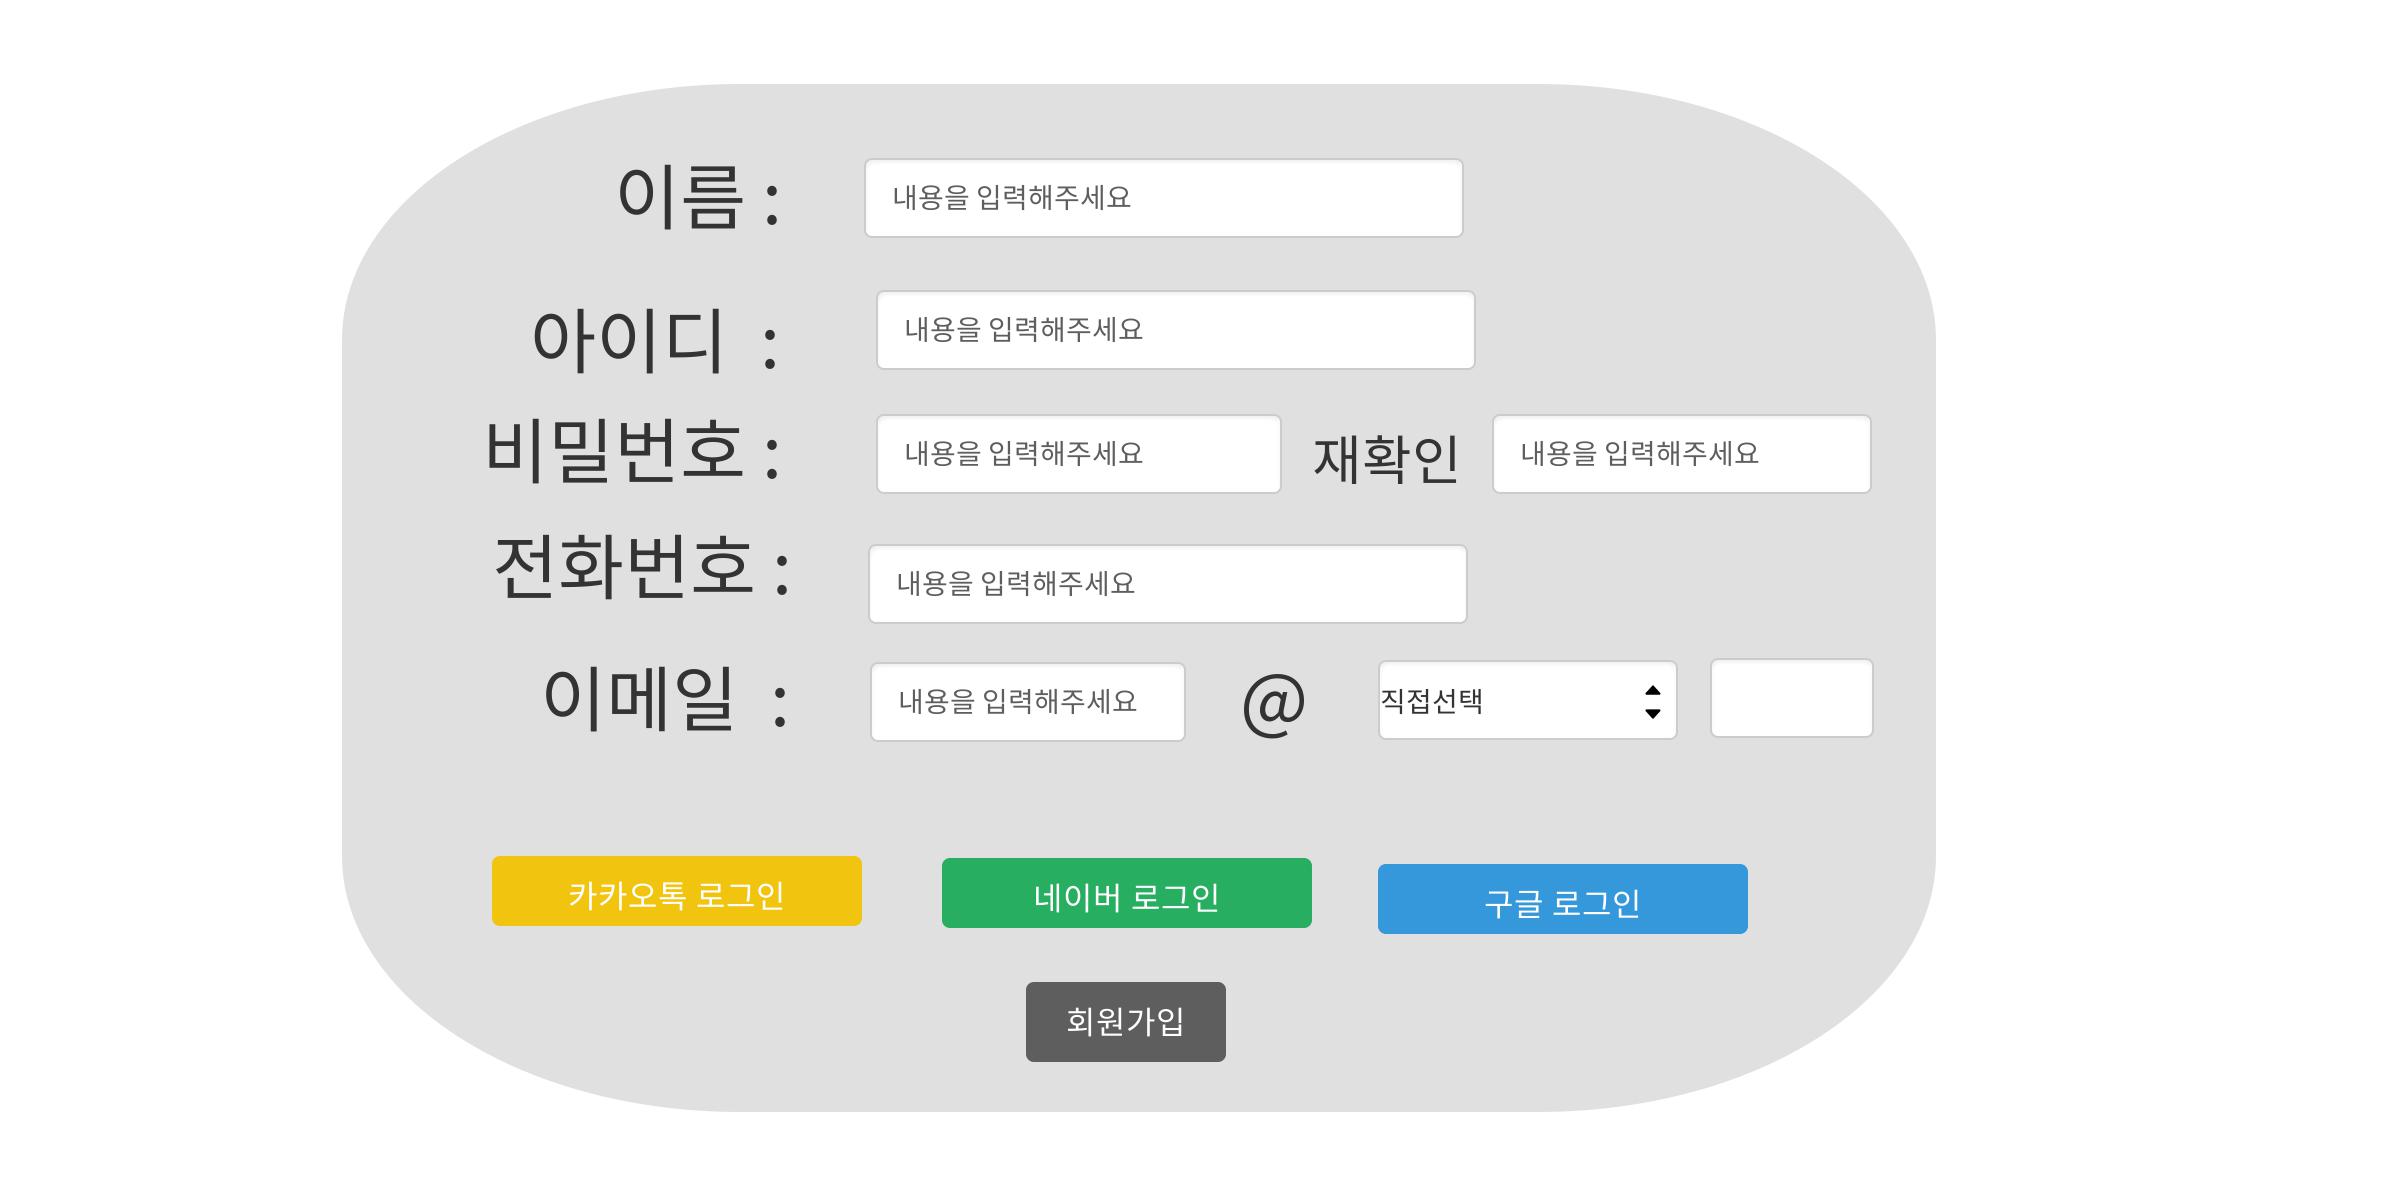 이름 : 내용을 입력해주세요
아이디 : 내용을 입력해주세요
비밀번호 : 내용을 입력해주세요 재확인 내용을 입력해주세요
전화번호 : 내용을 입력해주세요
이메일 : 내용을 입력해주세요 @ 직접선택
카카오톡 로그인 네이버 로그인 구글 로그인
회원가입